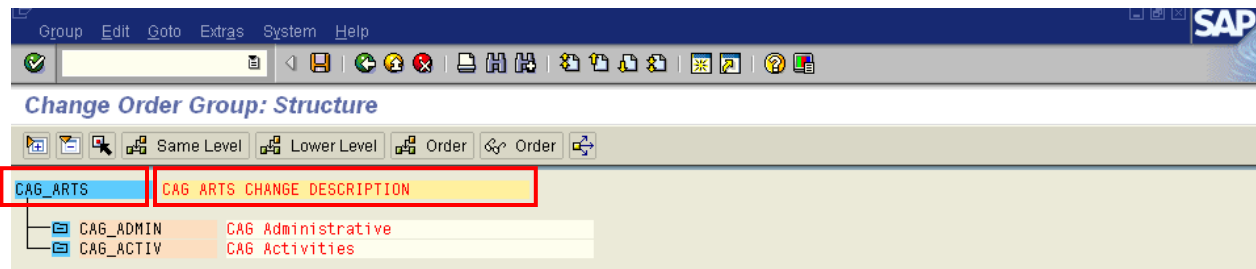 Group Edit Goto Extras System Help
SAP
Change Order Group: Structure
Same Level Lower Level Order Order
CAG_ARTS CAG ARTS CHANGE DESCRIPTION
CAG_ADMIN CAG Administrative
CAG_ACTIV CAG Activities